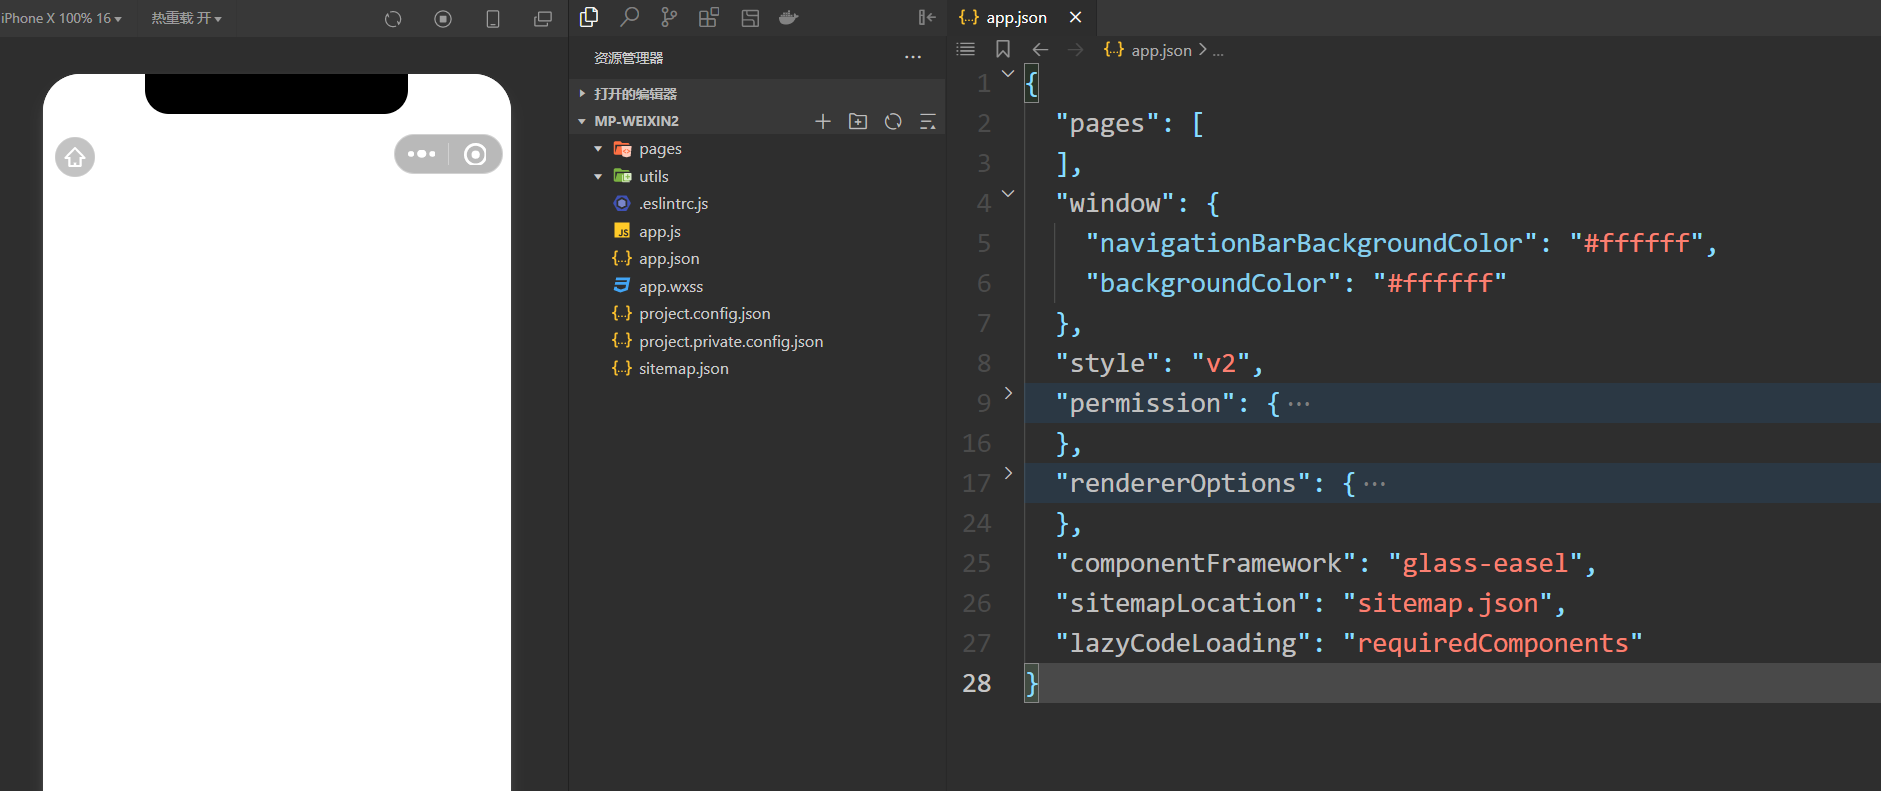 iPhone X 100% 16
热重载 开
资源管理器
打开的编辑器
MP-WEIXIN2
pages
utils
.eslintrc.js
app.js
app.json
app.wxss
project.config.json
project.private.config.json
sitemap.json
{..} app.json
{..} app.json > ...
1 {
2 "pages": [
3 ],
4 "window": {
5 "navigationBarBackgroundColor": "#ffffff",
6 "backgroundColor": "#ffffff"
7 },
8 "style": "v2",
9 "permission": {···
16 },
17 "rendererOptions": {···
24 },
25 "componentFramework": "glass-easel",
26 "sitemapLocation": "sitemap.json",
27 "lazyCodeLoading": "requiredComponents"
28 }